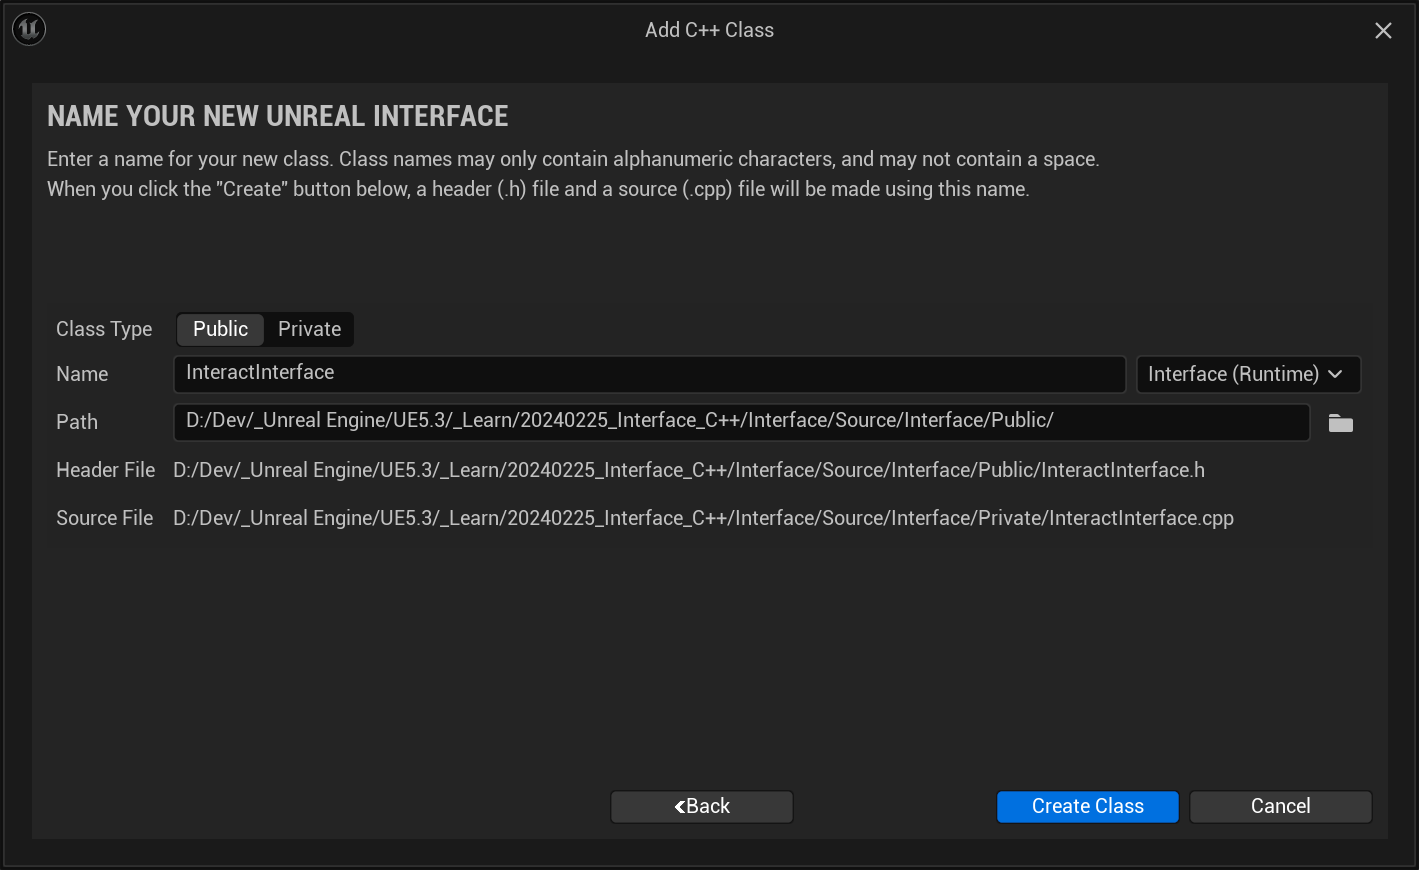 Add C++ Class
NAME YOUR NEW UNREAL INTERFACE
Enter a name for your new class. Class names may only contain alphanumeric characters, and may not contain a space.
When you click the "Create" button below, a header (.h) file and a source (.cpp) file will be made using this name.
Class Type Public Private
Name InteractInterface Interface (Runtime)
Path D:/Dev/_Unreal Engine/UE5.3/_Learn/20240225_Interface_C++/Interface/Source/Interface/Public/
Header File D:/Dev/_Unreal Engine/UE5.3/_Learn/20240225_Interface_C++/Interface/Source/Interface/Public/InteractInterface.h
Source File D:/Dev/_Unreal Engine/UE5.3/_Learn/20240225_Interface_C++/Interface/Source/Interface/Private/InteractInterface.cpp
Back Create Class Cancel